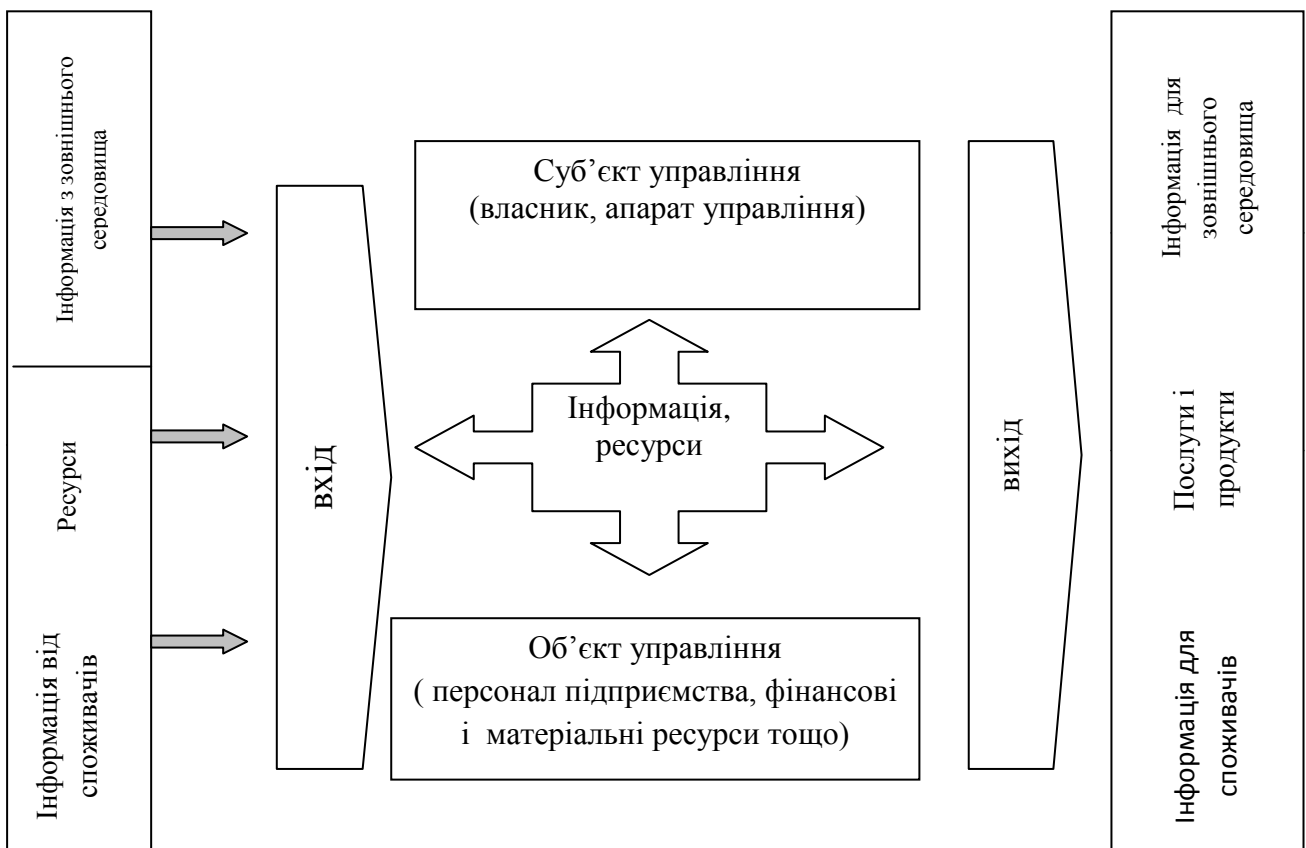 Інформація з зовнішнього
середовища
Ресурси
Інформація від
споживачів
вхід
Суб’єкт управління
(власник, апарат управління)
Інформація,
ресурси
Об’єкт управління
( персонал підприємства, фінансові
і матеріальні ресурси тощо)
вихід
Інформація для
зовнішнього
середовища
Послуги і
продукти
Інформація для
споживачів